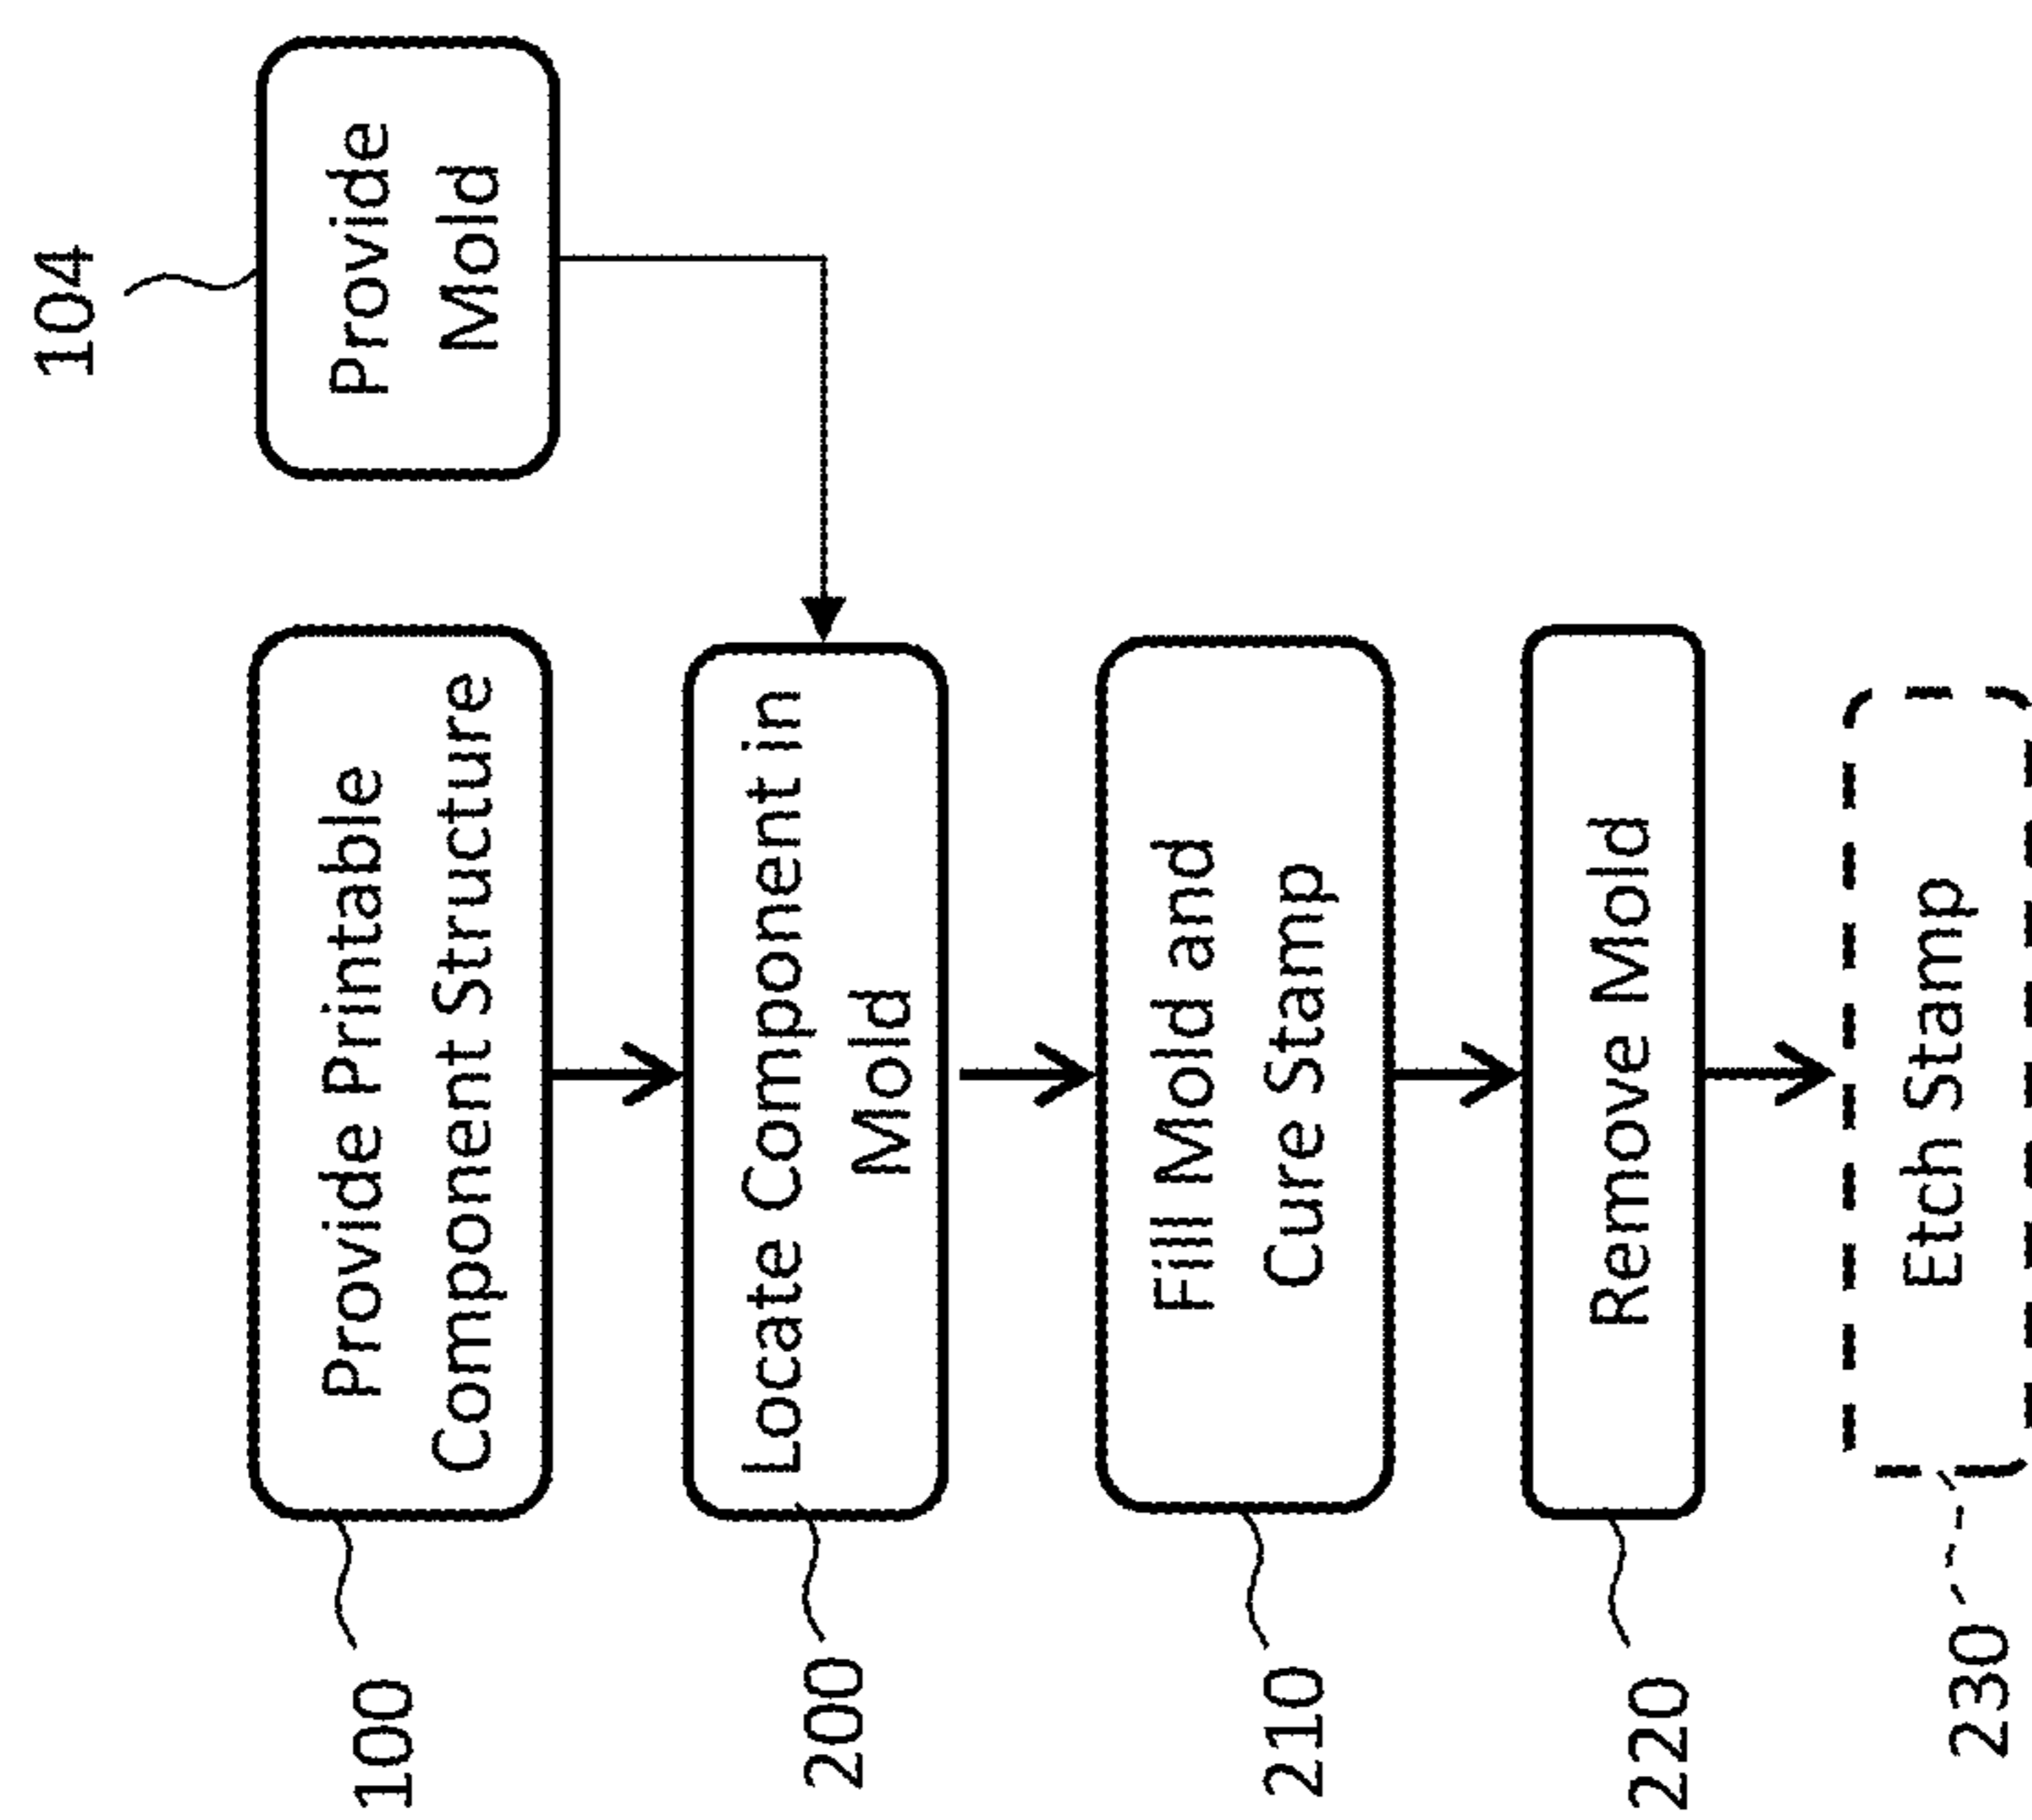 104
Provide
Mold
100
Provide Printable
Component Structure
200
Locate Component in
Mold
210
Fill Mold and
Cure Stamp
220
Remove Mold
230
Etch Stamp